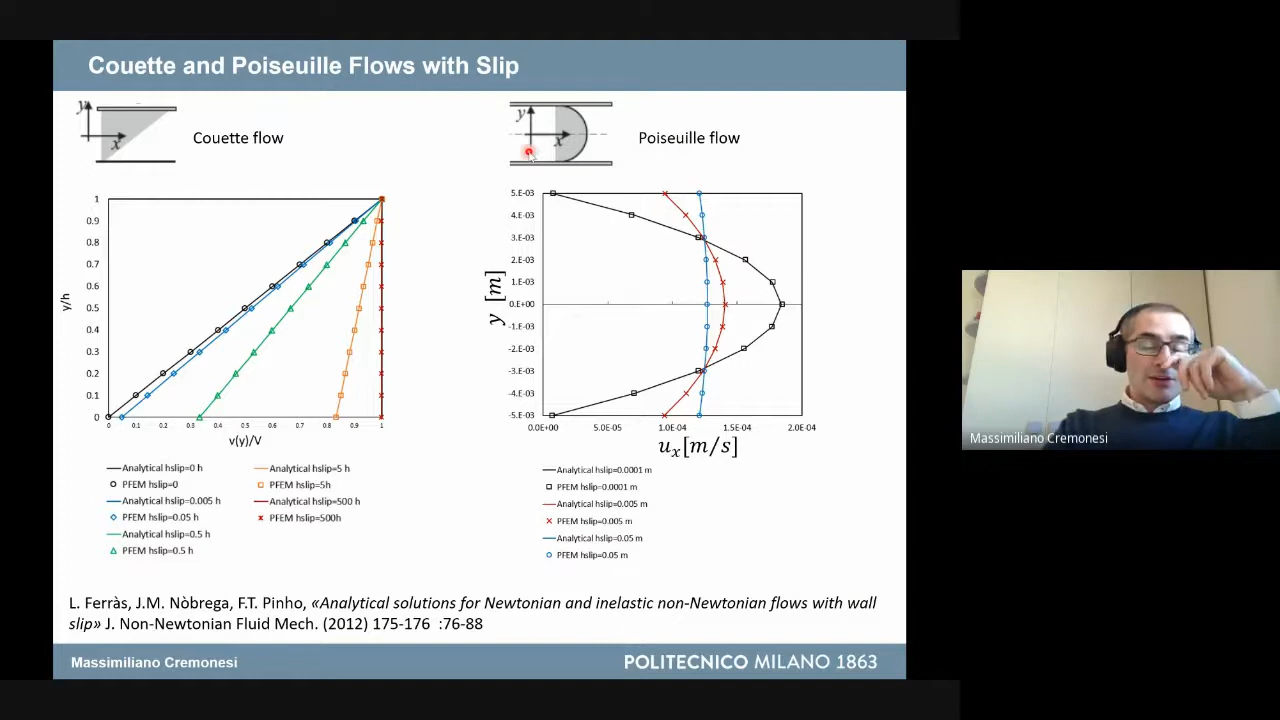 Couette and Poiseuille Flows with Slip
y
x
Couette flow
y
x
Poiseuille flow
1
0.9
0.8
0.7
0.6
0.5
0.4
0.3
0.2
0.1
0
y/h
0 0.1 0.2 0.3 0.4 0.5 0.6 0.7 0.8 0.9 1
v(y)/V
Analytical hslip=0 h
PFEM hslip=0
Analytical hslip=0.005 h
PFEM hslip=0.05 h
Analytical hslip=0.5 h
PFEM hslip=0.5 h
Analytical hslip=5 h
PFEM hslip=5h
Analytical hslip=500 h
PFEM hslip=500h
5.E-03
4.E-03
3.E-03
2.E-03
1.E-03
0.E+00
-1.E-03
-2.E-03
-3.E-03
-4.E-03
-5.E-03
y [m]
0.0E+00 5.0E-05 1.0E-04 1.5E-04 2.0E-04
ux[m/s]
Analytical hslip=0.0001 m
PFEM hslip=0.0001 m
Analytical hslip=0.005 m
PFEM hslip=0.005 m
Analytical hslip=0.05 m
PFEM hslip=0.05 m
L. Ferràs, J.M. Nòbrega, F.T. Pinho, «Analytical solutions for Newtonian and inelastic non-Newtonian flows with wall
slip» J. Non-Newtonian Fluid Mech. (2012) 175-176 :76-88
Massimiliano Cremonesi
POLITECNICO MILANO 1863
Massimiliano Cremonesi